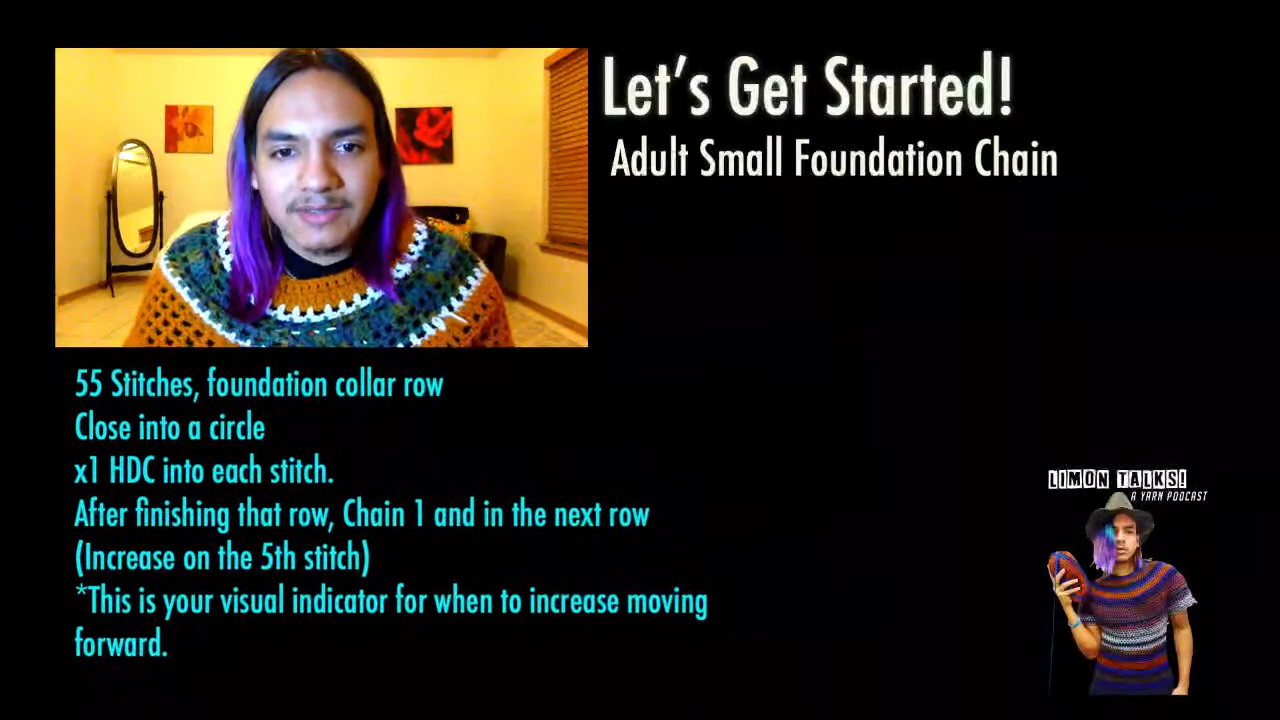 Let's Get Started!
Adult Small Foundation Chain
55 Stitches, foundation collar row
Close into a circle
x1 HDC into each stitch.
After finishing that row, Chain 1 and in the next row
(Increase on the 5th stitch)
*This is your visual indicator for when to increase moving
forward.
LIMON TALKS!
A YARN PODCAST